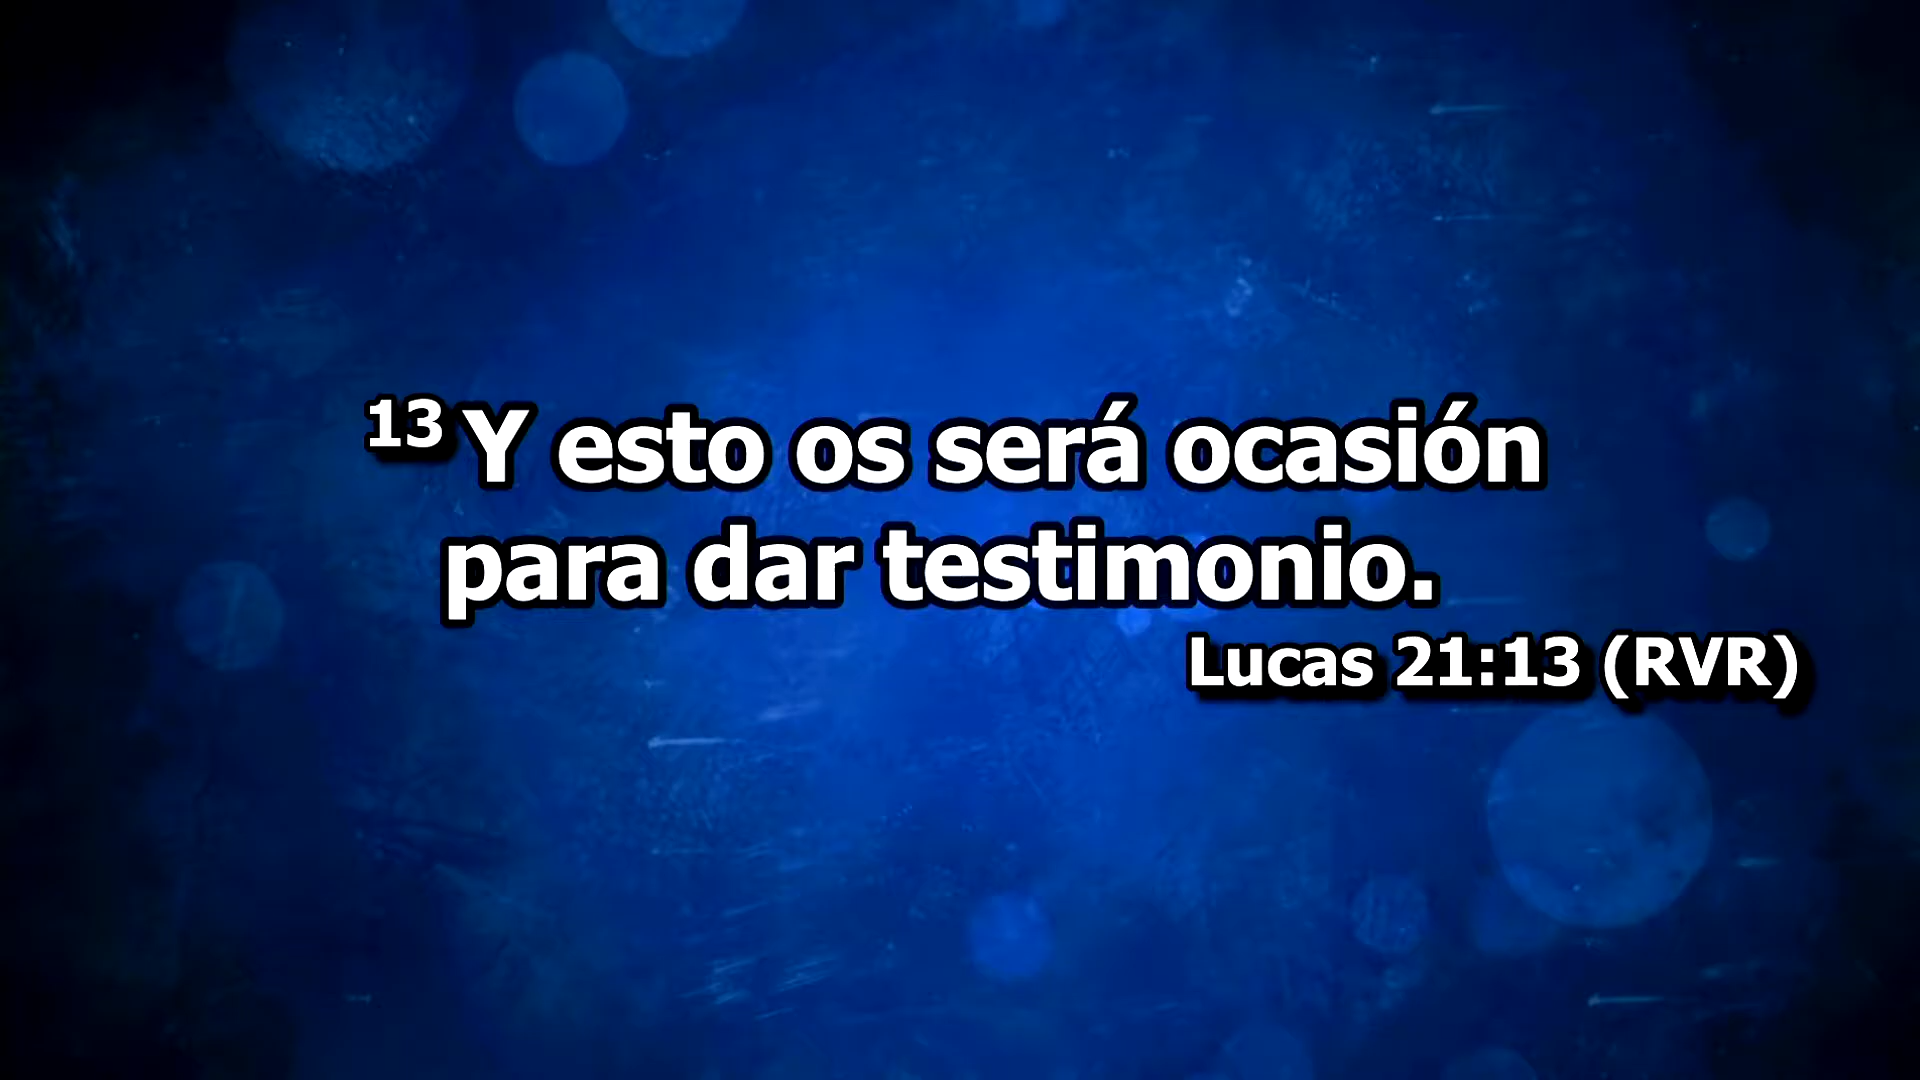 13 Y esto os será ocasión
para dar testimonio.
Lucas 21:13 (RVR)